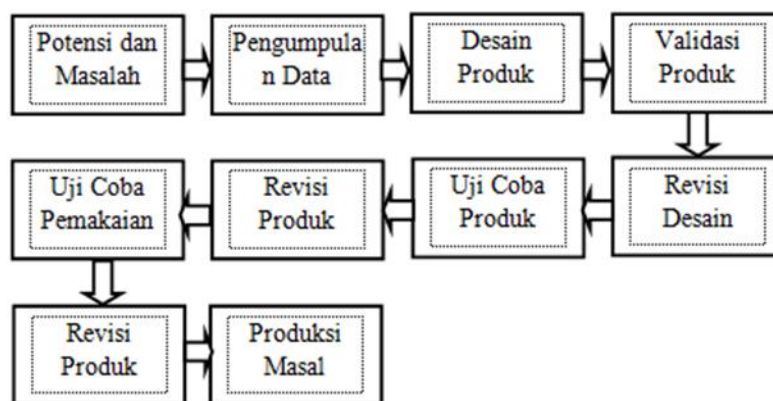 Potensi dan
Masalah
Pengumpula
n Data
Desain
Produk
Validasi
Produk
Revisi
Desain
Uji Coba
Produk
Revisi
Produk
Uji Coba
Pemakaian
Revisi
Produk
Produksi
Masal